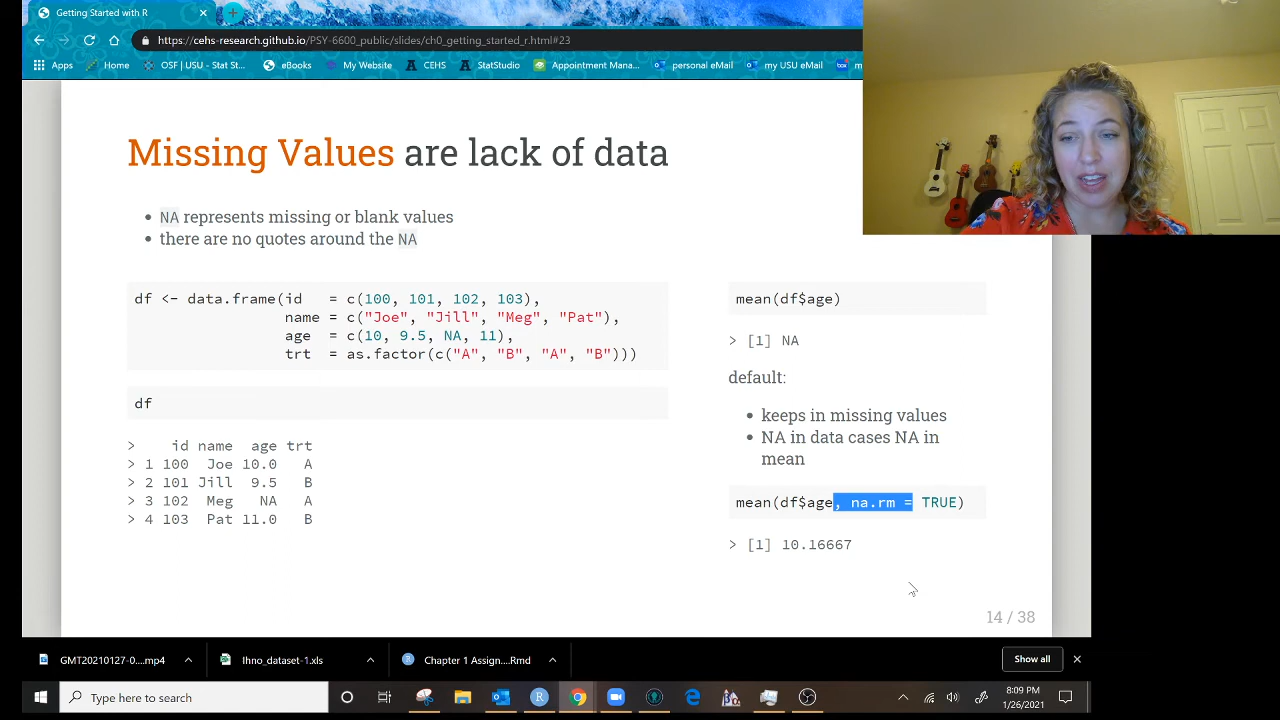 Getting Started with R
https://cehs-research.github.io/PSY-6600_public/slides/ch0_getting_started_r.html#23
Apps Home OSF | USU - Stat St... eBooks My Website CEHS StatStudio Appointment Mana... personal eMail my USU eMail
Missing Values are lack of data
NA represents missing or blank values
there are no quotes around the NA
df <- data.frame(id = c(100, 101, 102, 103),
name = c("Joe", "Jill", "Meg", "Pat"),
age = c(10, 9.5, NA, 11),
trt = as.factor(c("A", "B", "A", "B")))
df
> id name age trt
> 1 100 Joe 10.0 A
> 2 101 Jill 9.5 B
> 3 102 Meg NA A
> 4 103 Pat 11.0 B
mean(df$age)
> [1] NA
default:
keeps in missing values
NA in data cases NA in
mean
mean(df$age, na.rm = TRUE)
> [1] 10.16667
14 / 38
GMT20210127-0....mp4 Ihno_dataset-1.xls Chapter 1 Assign....Rmd Show all
Type here to search
8:09 PM
1/26/2021